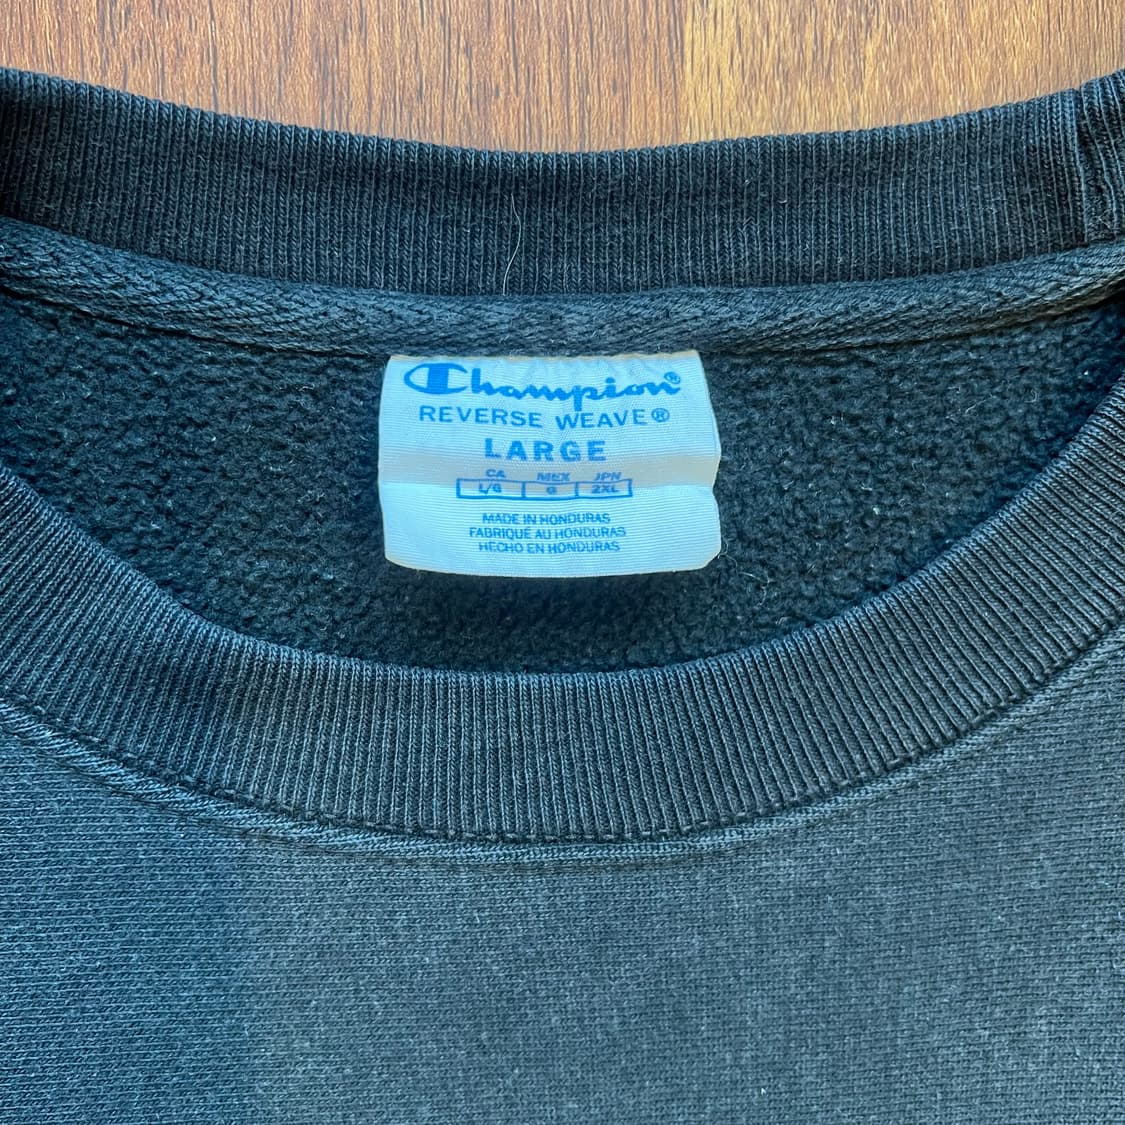 Champion®
REVERSE WEAVE®
LARGE
CA MEX JPN
L/G G 2XL
MADE IN HONDURAS
FABRIQUÉ AU HONDURAS
HECHO EN HONDURAS